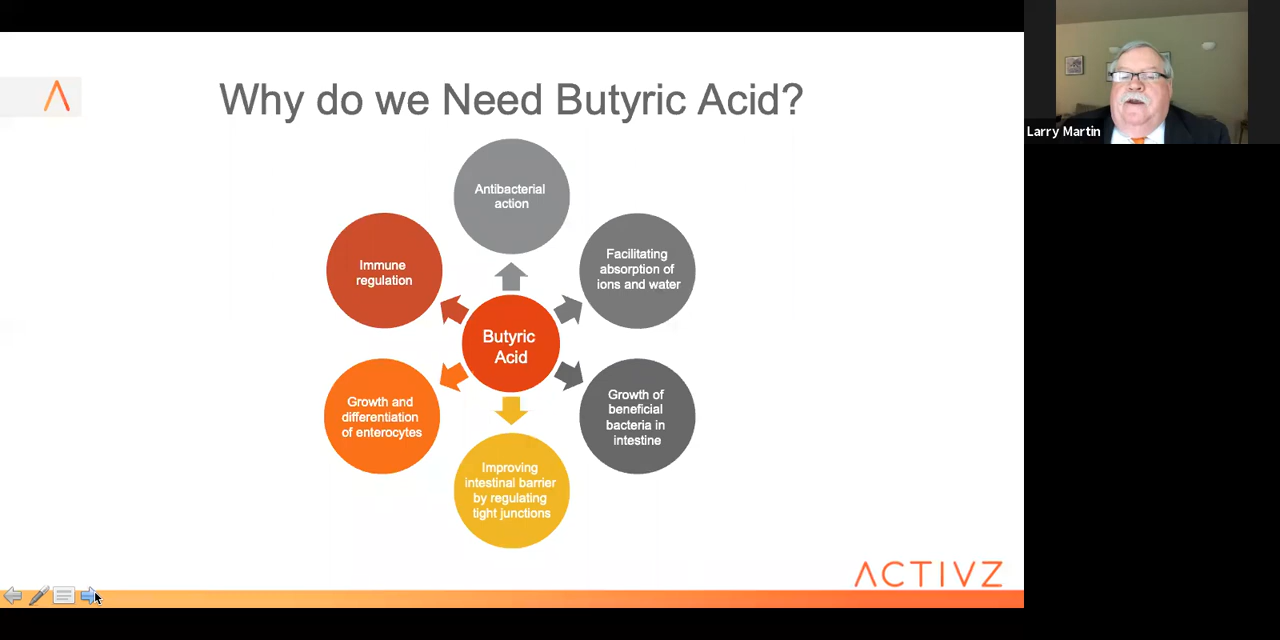 Why do we Need Butyric Acid?
Antibacterial
action
Facilitating
absorption of
ions and water
Growth of
beneficial
bacteria in
intestine
Improving
intestinal barrier
by regulating
tight junctions
Growth and
differentiation
of enterocytes
Immune
regulation
Butyric
Acid
ACTIVZ
Larry Martin